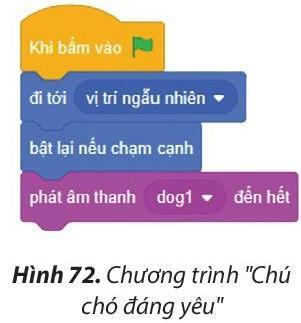 Khi bấm vào
đi tới vị trí ngẫu nhiên
bật lại nếu chạm cạnh
phát âm thanh dog1 đến hết
Hình 72. Chương trình "Chú
chó đáng yêu"